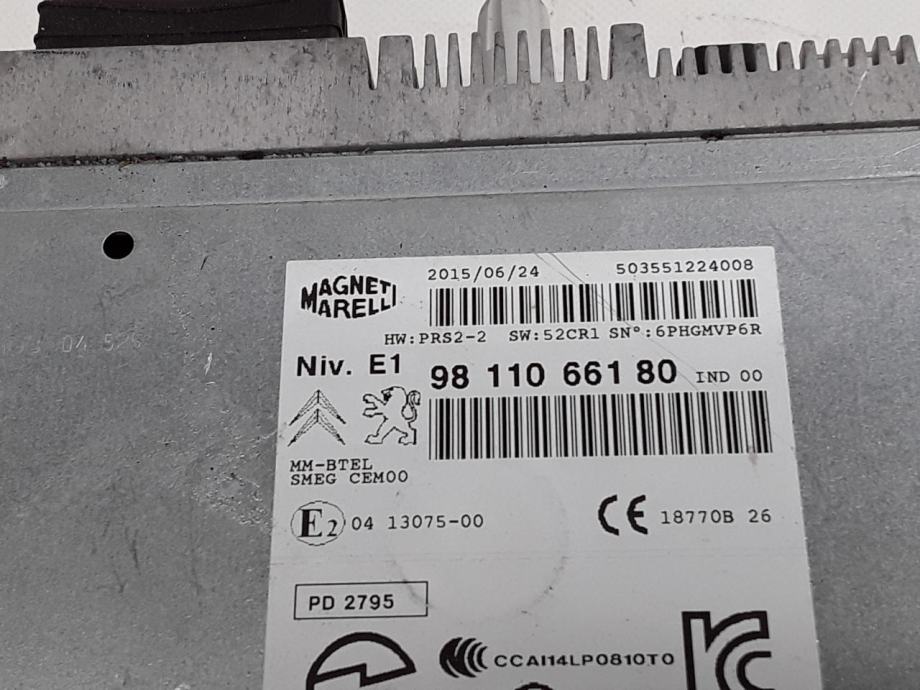 2015/06/24 503551224008
MAGNETI
MARELLI
HW:PRS2-2 SW:52CR1 SN°:6PHGMVP6R
Niv. E1 98 110 661 80 IND 00
MM-BTEL
SMEG CEM00
E2 04 13075-00 CE 18770B 26
PD 2795
CCAI14LP0810T0